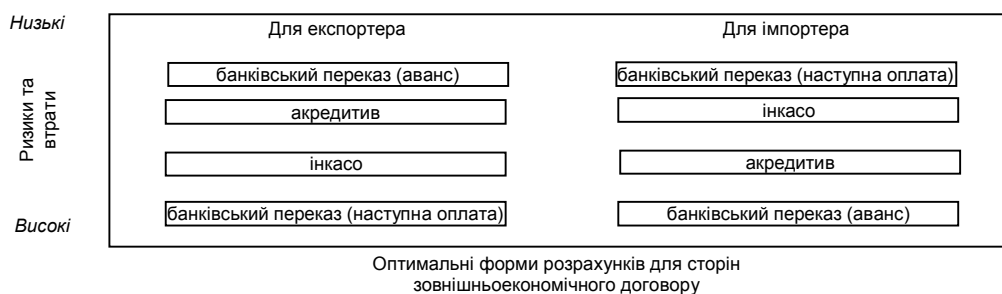 Низькі
Для експортера
Для імпортера
Ризики та
втрати
банківський переказ (аванс)
банківський переказ (наступна оплата)
акредитив
інкасо
інкасо
акредитив
Високі
банківський переказ (наступна оплата)
банківський переказ (аванс)
Оптимальні форми розрахунків для сторін
зовнішньоекономічного договору